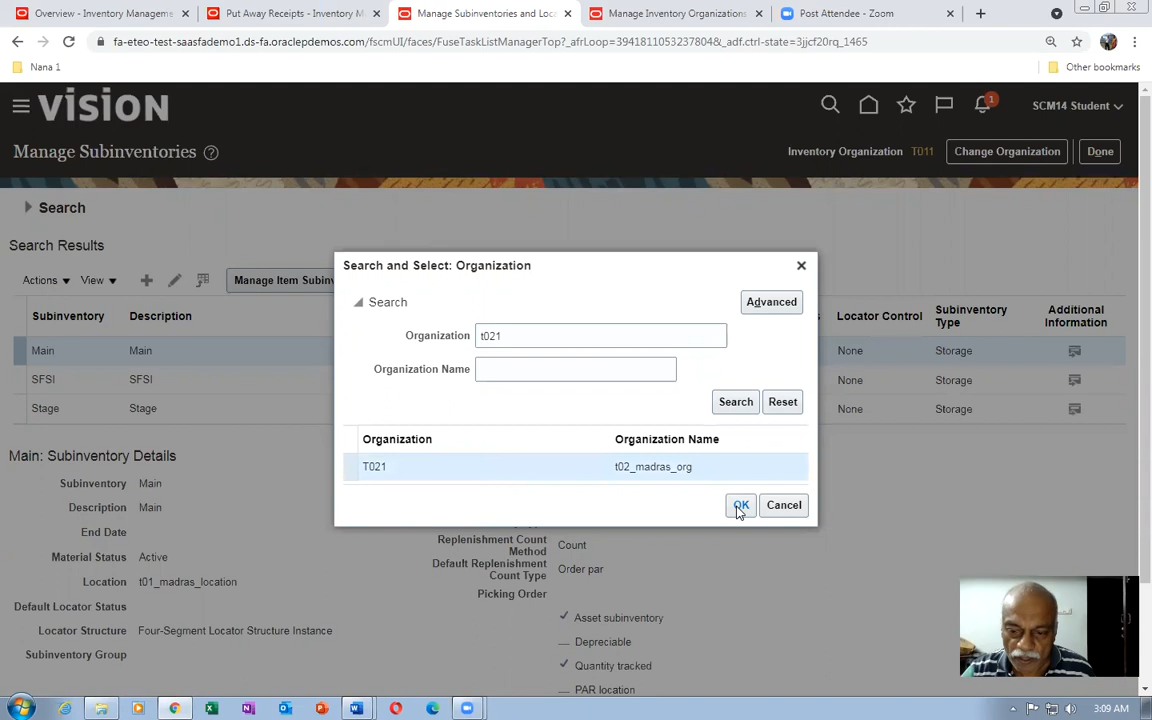 Overview - Inventory Manageme
Put Away Receipts - Inventory M
Manage Subinventories and Loca
Manage Inventory Organizations
Post Attendee - Zoom
fa-eteo-test-saasfademo1.ds-fa.oraclepdemos.com/fscmUI/faces/FuseTaskListManagerTop?_afrLoop=3941811053237804&_adf.ctrl-state=3jjcf20rq_1465
Nana 1
Other bookmarks
VISION
1
SCM14 Student
Manage Subinventories
Inventory Organization T011
Change Organization
Done
Search
Search Results
Actions View Manage Item Subinv
Subinventory Description Locator Control Subinventory Type Additional Information
Main Main None Storage
SFSI SFSI None Storage
Stage Stage None Storage
Search and Select: Organization
Search
Advanced
Organization t021
Organization Name
Search Reset
Organization Organization Name
T021 t02_madras_org
OK Cancel
Main: Subinventory Details
Subinventory Main
Description Main
End Date
Material Status Active
Location t01_madras_location
Default Locator Status
Locator Structure Four-Segment Locator Structure Instance
Subinventory Group
Replenishment Count Method Count
Default Replenishment Count Type Order par
Picking Order
Asset subinventory
Depreciable
Quantity tracked
PAR location
3:09 AM